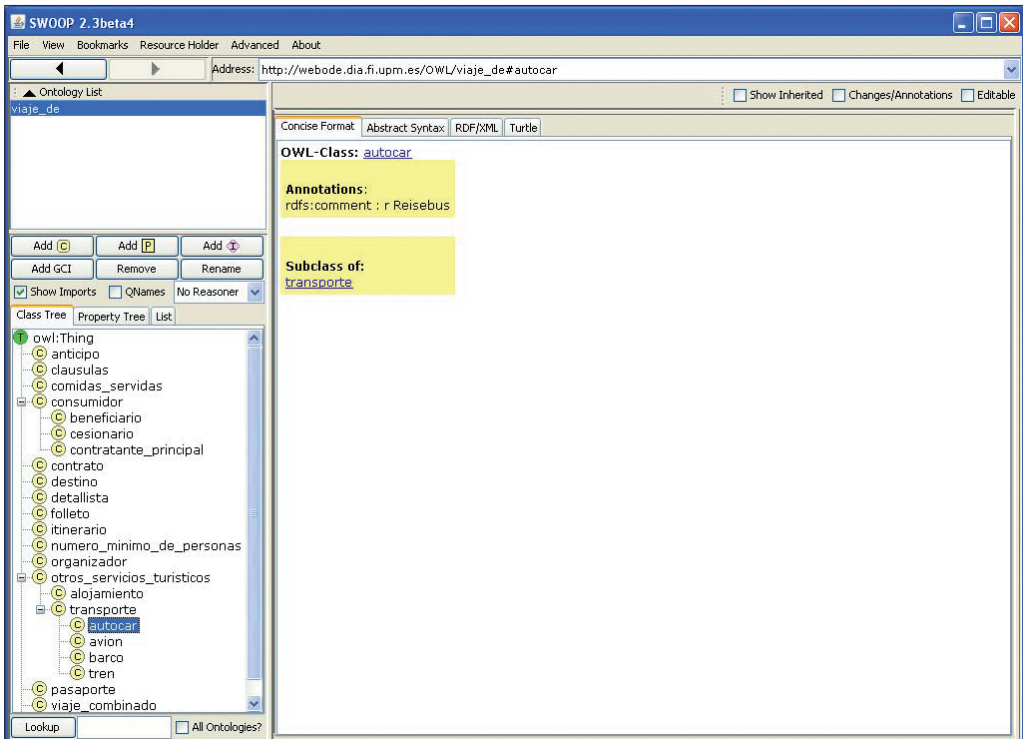 SWOOP 2.3beta4
File View Bookmarks Resource Holder Advanced About
Address: http://webode.dia.fi.upm.es/OWL/viaje_de#autocar
Ontology List
viaje_de
Show Inherited Changes/Annotations Editable
Concise Format Abstract Syntax RDF/XML Turtle
OWL-Class: autocar
Annotations:
rdfs:comment : r Reisebus
Subclass of:
transporte
Add C Add P Add I
Add GCI Remove Rename
Show Imports QNames No Reasoner
Class Tree Property Tree List
T owl:Thing
C anticipo
C clausulas
C comidas_servidas
C consumidor
C beneficiario
C cesionario
C contratante_principal
C contrato
C destino
C detallista
C folleto
C itinerario
C numero_minimo_de_personas
C organizador
C otros_servicios_turisticos
C alojamiento
C transporte
C autocar
C avion
C barco
C tren
C pasaporte
C viaje_combinado
Lookup All Ontologies?